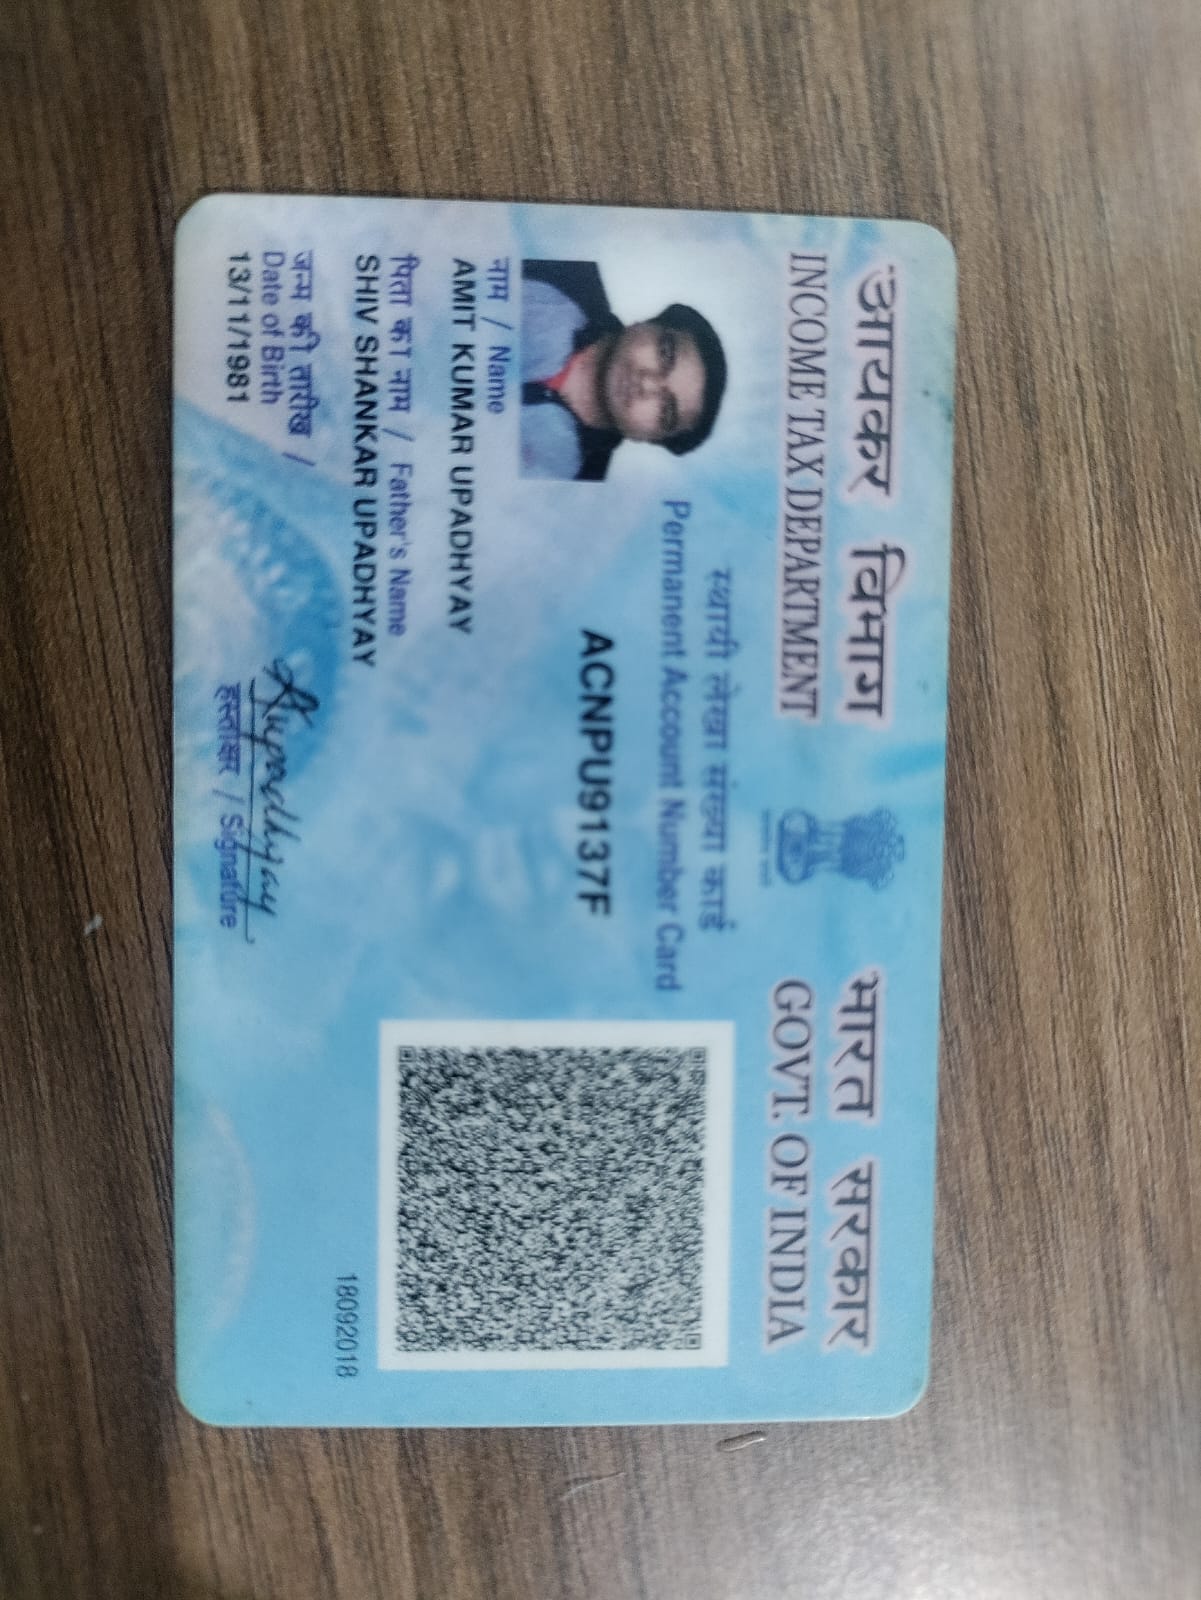 आयकर विभाग
INCOME TAX DEPARTMENT
भारत सरकार
GOVT. OF INDIA
स्थायी लेखा संख्या कार्ड
Permanent Account Number Card
ACNPU9137F
नाम / Name
AMIT KUMAR UPADHYAY
पिता का नाम / Father's Name
SHIV SHANKAR UPADHYAY
जन्म की तारीख /
Date of Birth
13/11/1981
AKupadhyay
हस्ताक्षर / Signature
18092018